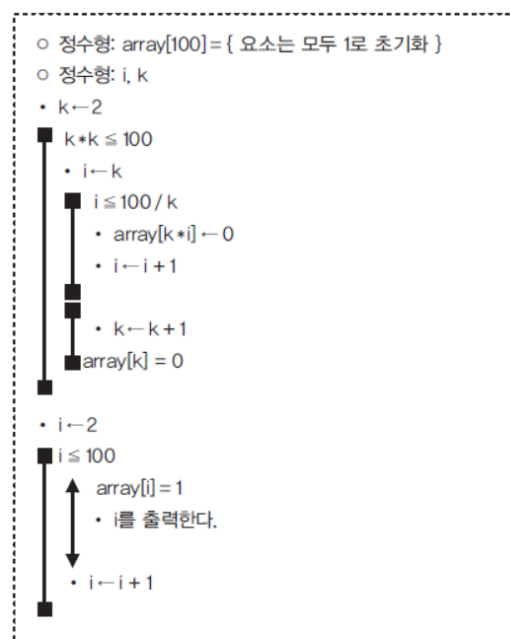 ○ 정수형: array[100]={ 요소는 모두 1로 초기화 }
○ 정수형: i, k
• k←2
k*k ≦ 100
• i←k
i ≦ 100 / k
• array[k*i]←0
• i←i+1
• k←k+1
array[k] = 0
• i←2
i ≦ 100
array[i]=1
• i를 출력한다.
• i←i+1